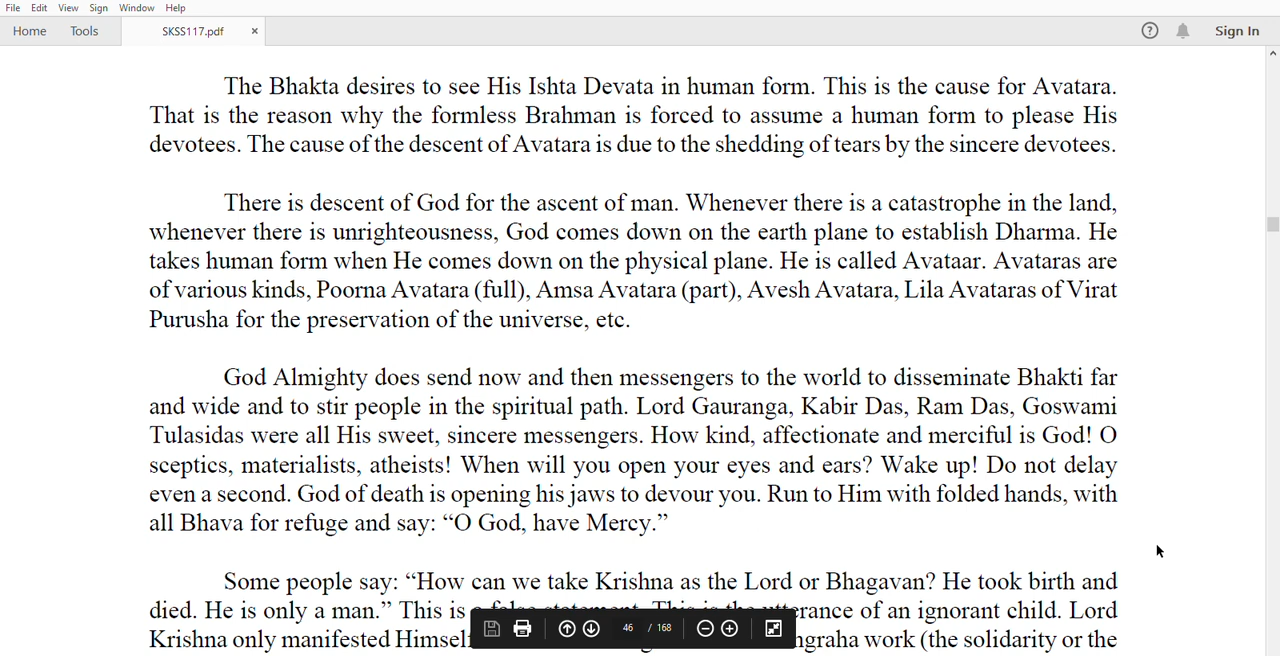 File Edit View Sign Window Help
Home Tools SKSS117.pdf × ? Sign In
The Bhakta desires to see His Ishta Devata in human form. This is the cause for Avatara.
That is the reason why the formless Brahman is forced to assume a human form to please His
devotees. The cause of the descent of Avatara is due to the shedding of tears by the sincere devotees.
There is descent of God for the ascent of man. Whenever there is a catastrophe in the land,
whenever there is unrighteousness, God comes down on the earth plane to establish Dharma. He
takes human form when He comes down on the physical plane. He is called Avataar. Avataras are
of various kinds, Poorna Avatara (full), Amsa Avatara (part), Avesh Avatara, Lila Avataras of Virat
Purusha for the preservation of the universe, etc.
God Almighty does send now and then messengers to the world to disseminate Bhakti far
and wide and to stir people in the spiritual path. Lord Gauranga, Kabir Das, Ram Das, Goswami
Tulasidas were all His sweet, sincere messengers. How kind, affectionate and merciful is God! O
sceptics, materialists, atheists! When will you open your eyes and ears? Wake up! Do not delay
even a second. God of death is opening his jaws to devour you. Run to Him with folded hands, with
all Bhava for refuge and say: “O God, have Mercy.”
Some people say: “How can we take Krishna as the Lord or Bhagavan? He took birth and
died. He is only a man.” This is a false statement. This is the utterance of an ignorant child. Lord
Krishna only manifested Himself ngraha work (the solidarity or the
46 / 168